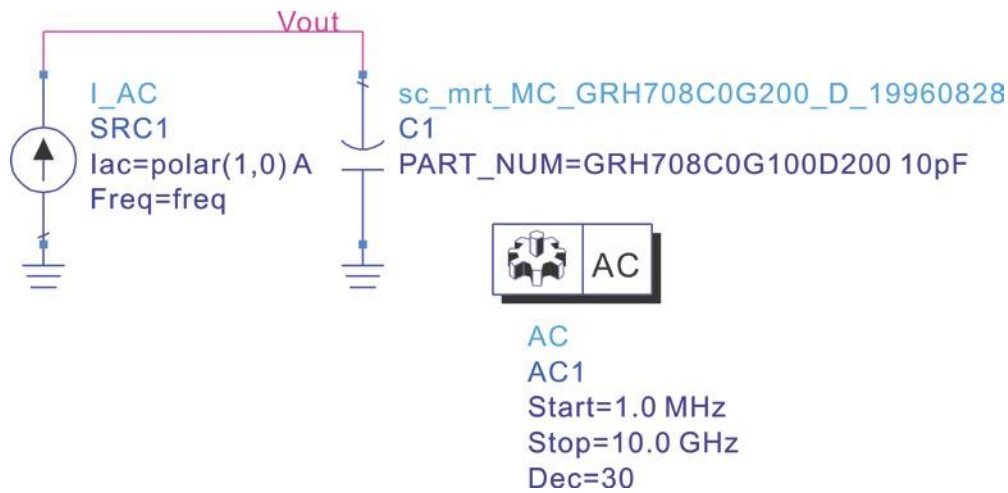 Vout
I_AC
SRC1
Iac=polar(1,0) A
Freq=freq
sc_mrt_MC_GRH708C0G200_D_19960828
C1
PART_NUM=GRH708C0G100D200 10pF
AC
AC
AC1
Start=1.0 MHz
Stop=10.0 GHz
Dec=30